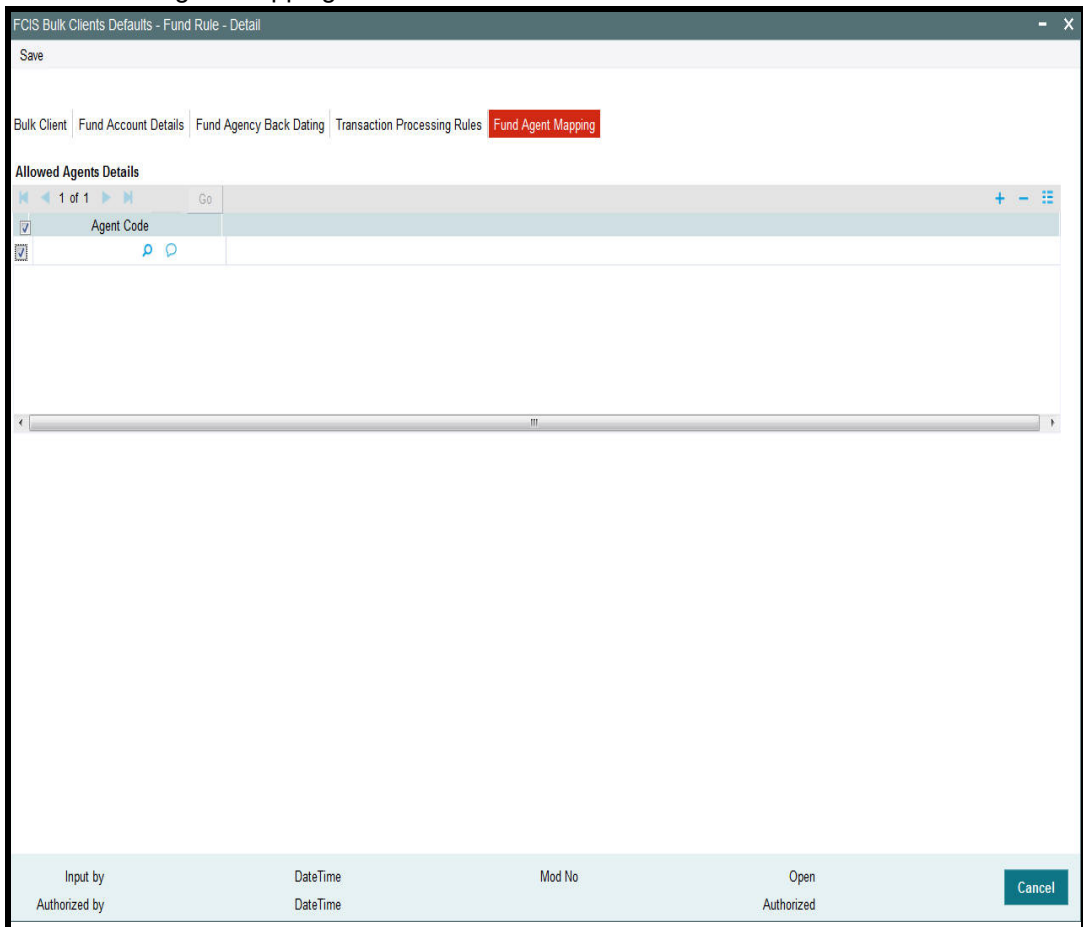 FCIS Bulk Clients Defaults - Fund Rule - Detail
Save
Bulk Client Fund Account Details Fund Agency Back Dating Transaction Processing Rules Fund Agent Mapping
Allowed Agents Details
1 of 1 Go
Agent Code
Input by DateTime Mod No Open
Cancel
Authorized by DateTime Authorized